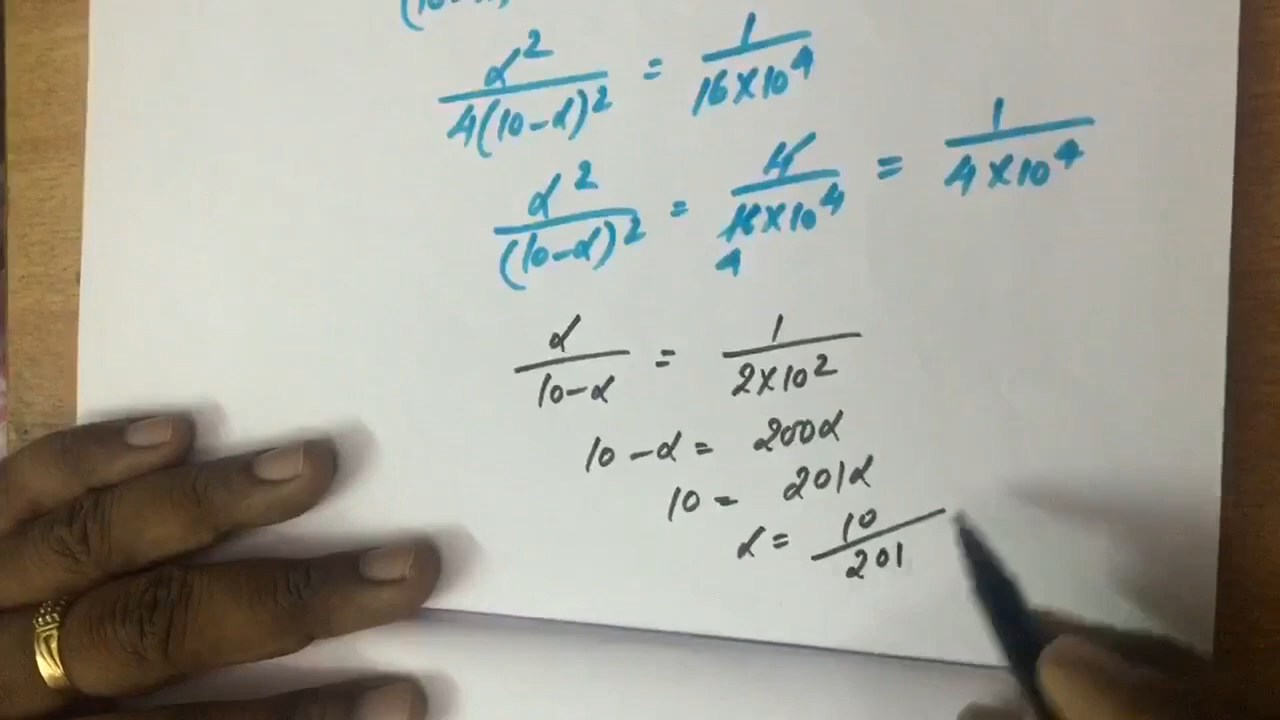 α² / 4(10-α)² = 1 / 16×10⁴
α² / (10-α)² = 4 / 16×10⁴ = 1 / 4×10⁴
4
α / 10-α = 1 / 2×10²
10-α = 200α
10 = 201α
α = 10 / 201